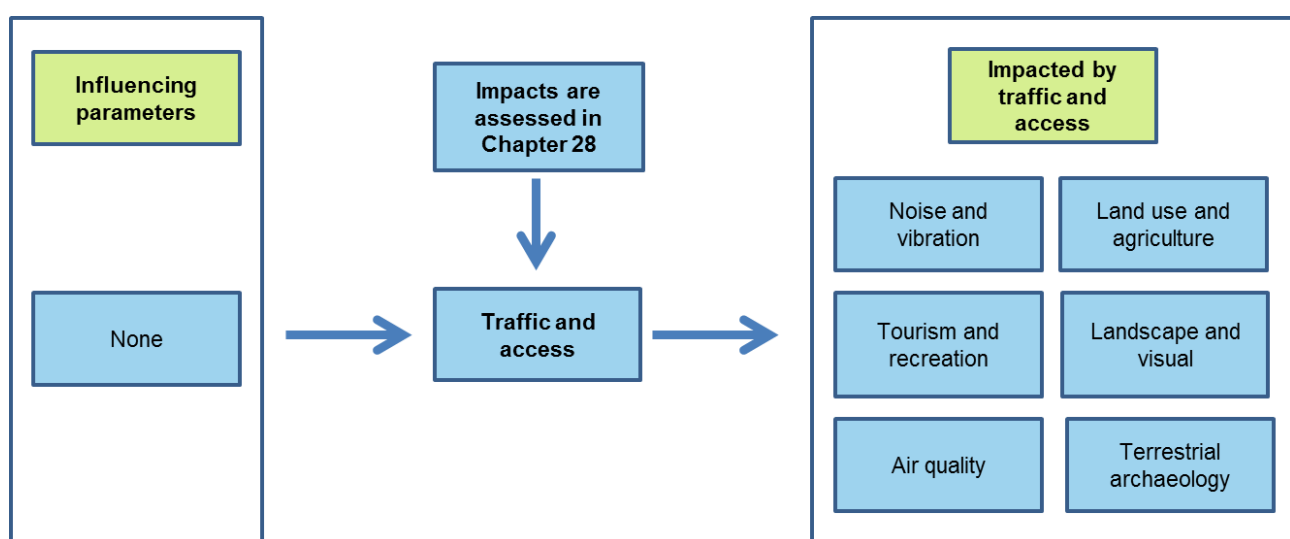 Influencing
parameters
None
Impacts are
assessed in
Chapter 28
Traffic and
access
Impacted by
traffic and
access
Noise and
vibration
Land use and
agriculture
Tourism and
recreation
Landscape and
visual
Air quality
Terrestrial
archaeology